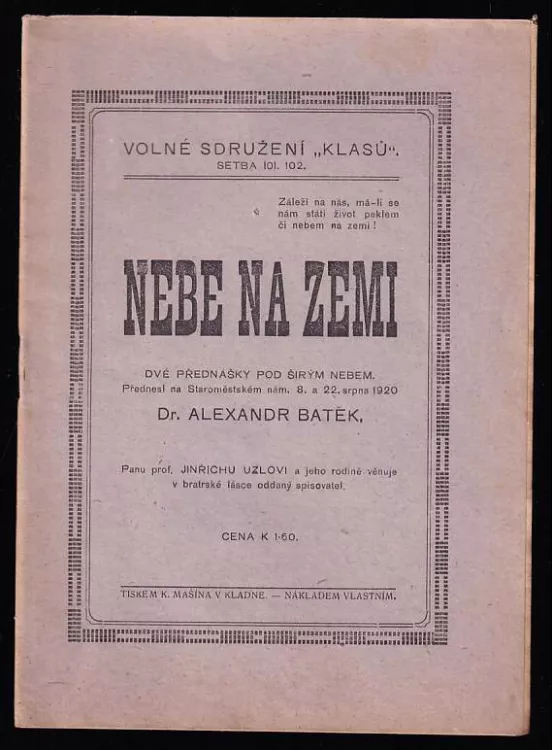 VOLNÉ SDRUŽENÍ „KLASŮ“.
SETBA 101. 102.
Záleží na nás, má-li se
nám státi život peklem
či nebem na zemi!
NEBE NA ZEMI
DVĚ PŘEDNÁŠKY POD ŠIRÝM NEBEM.
Přednesl na Staroměstském nám. 8. a 22. srpna 1920
Dr. ALEXANDR BATĚK,
Panu prof. JINŘICHU UZLOVI a jeho rodině věnuje
v bratrské lásce oddaný spisovatel.
CENA K 1·60.
TISKEM K. MAŠÍNA V KLADNĚ. — NÁKLADEM VLASTNÍM.